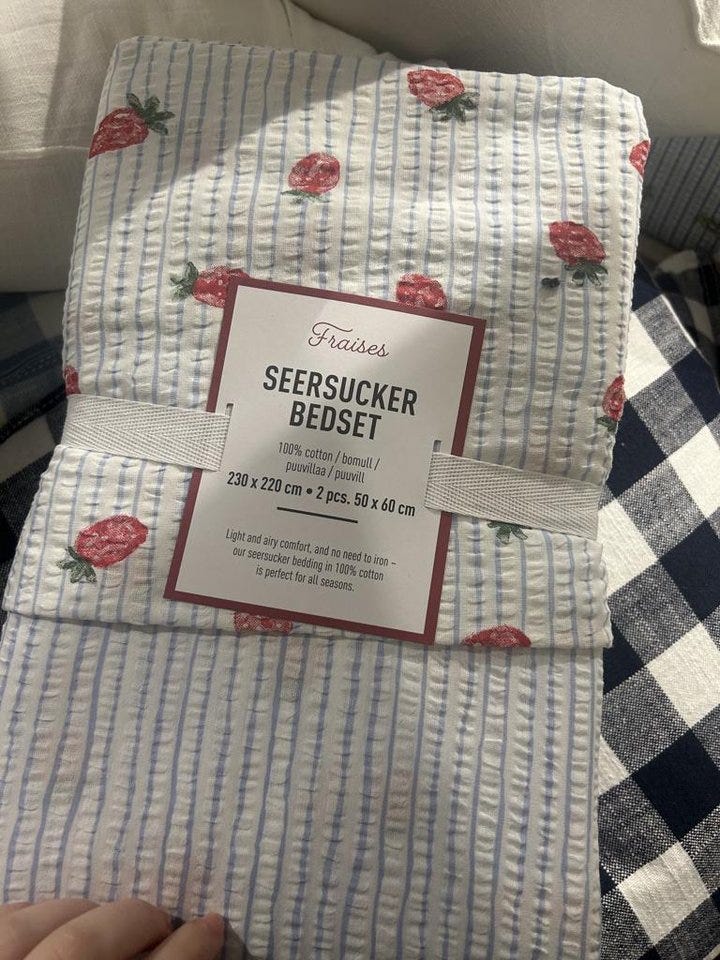 Fraises
SEERSUCKER
BEDSET
100% cotton / bomull /
puuvillaa / puuvill
230 x 220 cm • 2 pcs. 50 x 60 cm
Light and airy comfort, and no need to iron –
our seersucker bedding in 100% cotton
is perfect for all seasons.